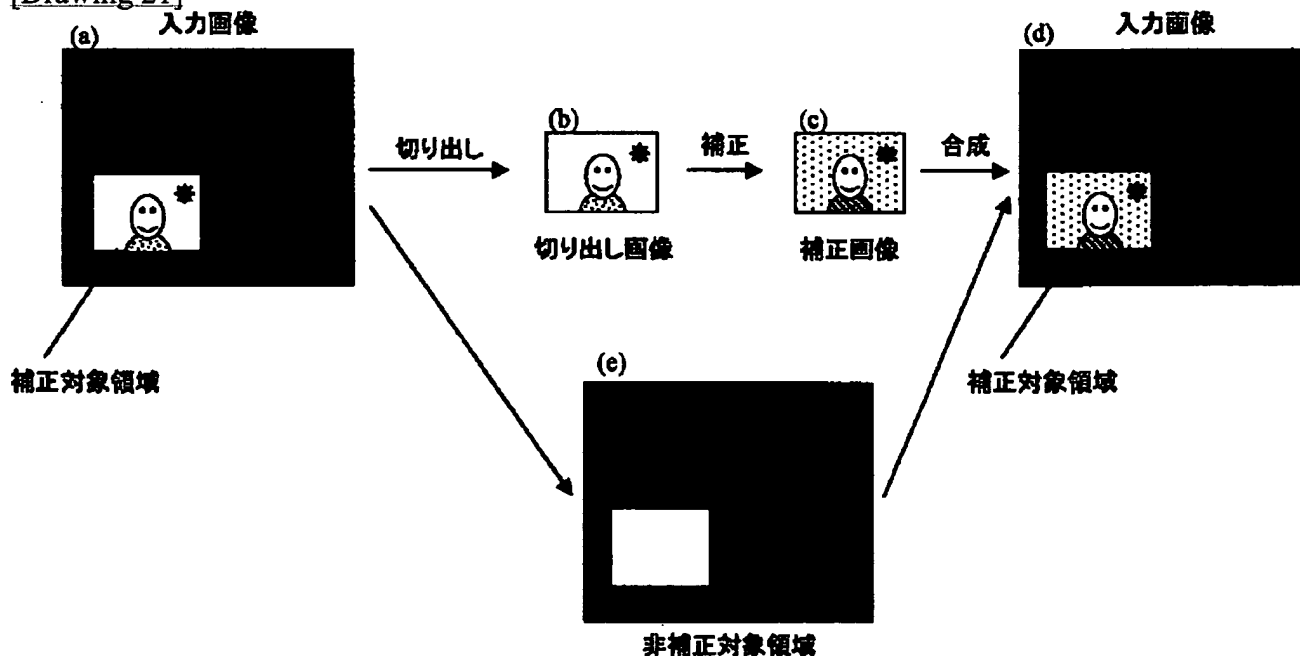 [Drawing 21]
入力画像
(a)
切り出し
(b)
切り出し画像
補正
(c)
補正画像
合成
入力画像
(d)
補正対象領域
補正対象領域
(e)
非補正対象領域